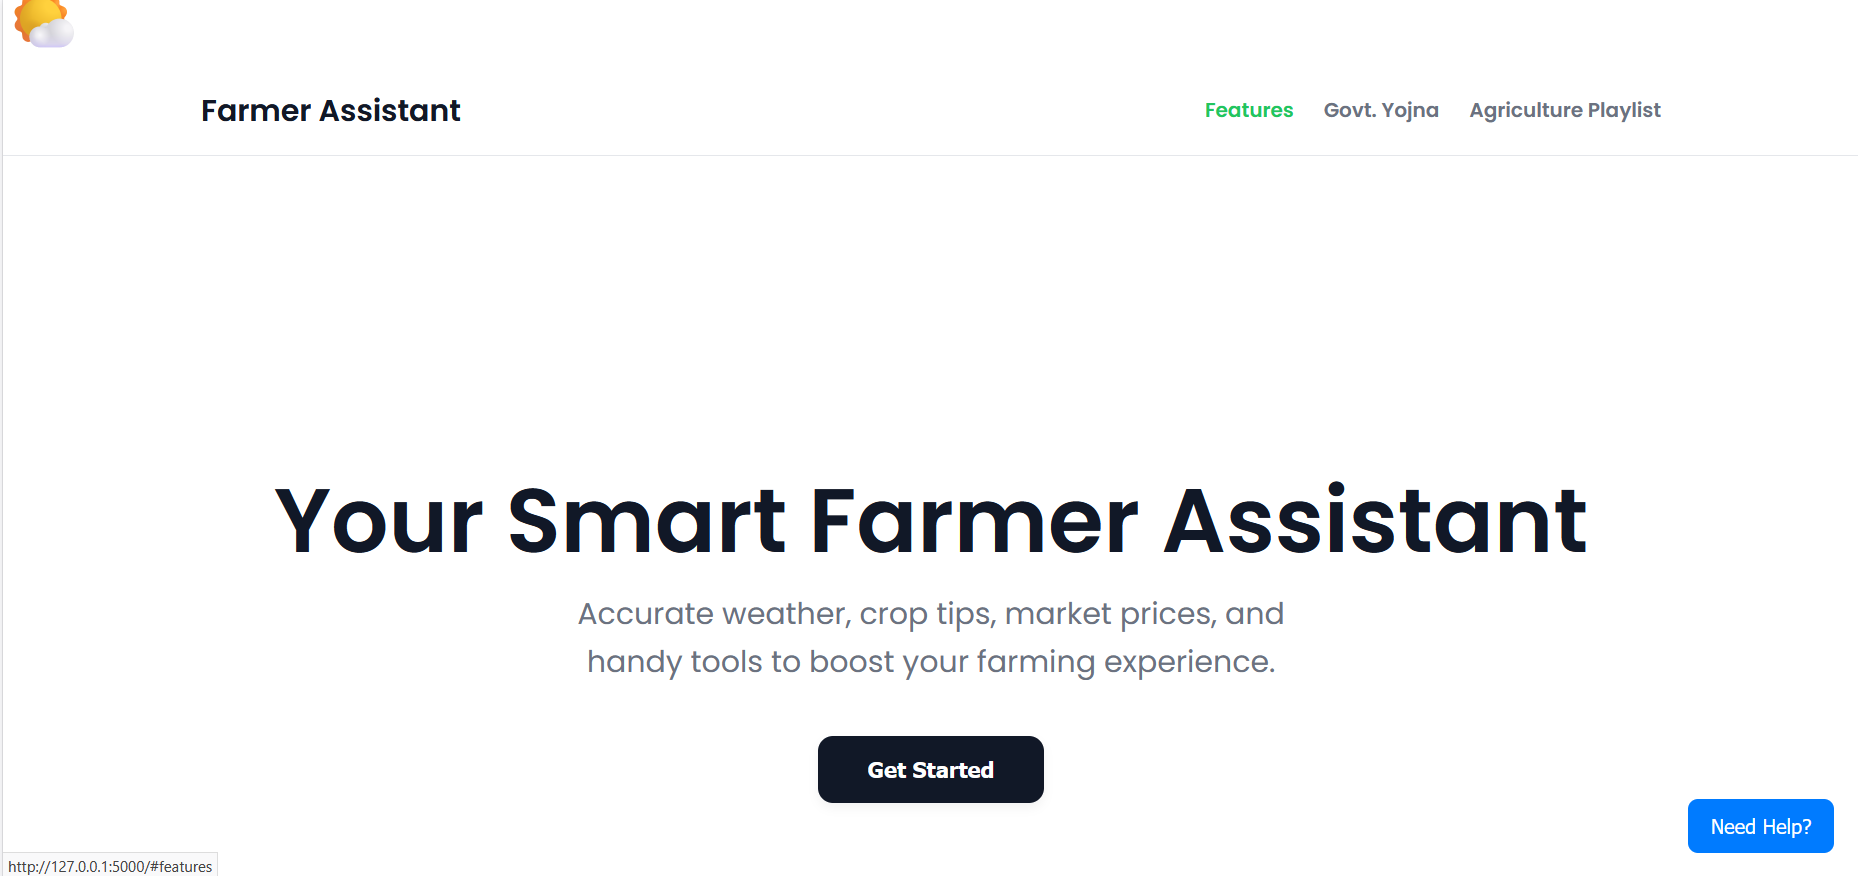 Farmer Assistant
Features Govt. Yojna Agriculture Playlist
Your Smart Farmer Assistant
Accurate weather, crop tips, market prices, and
handy tools to boost your farming experience.
Get Started
Need Help?
http://127.0.0.1:5000/#features